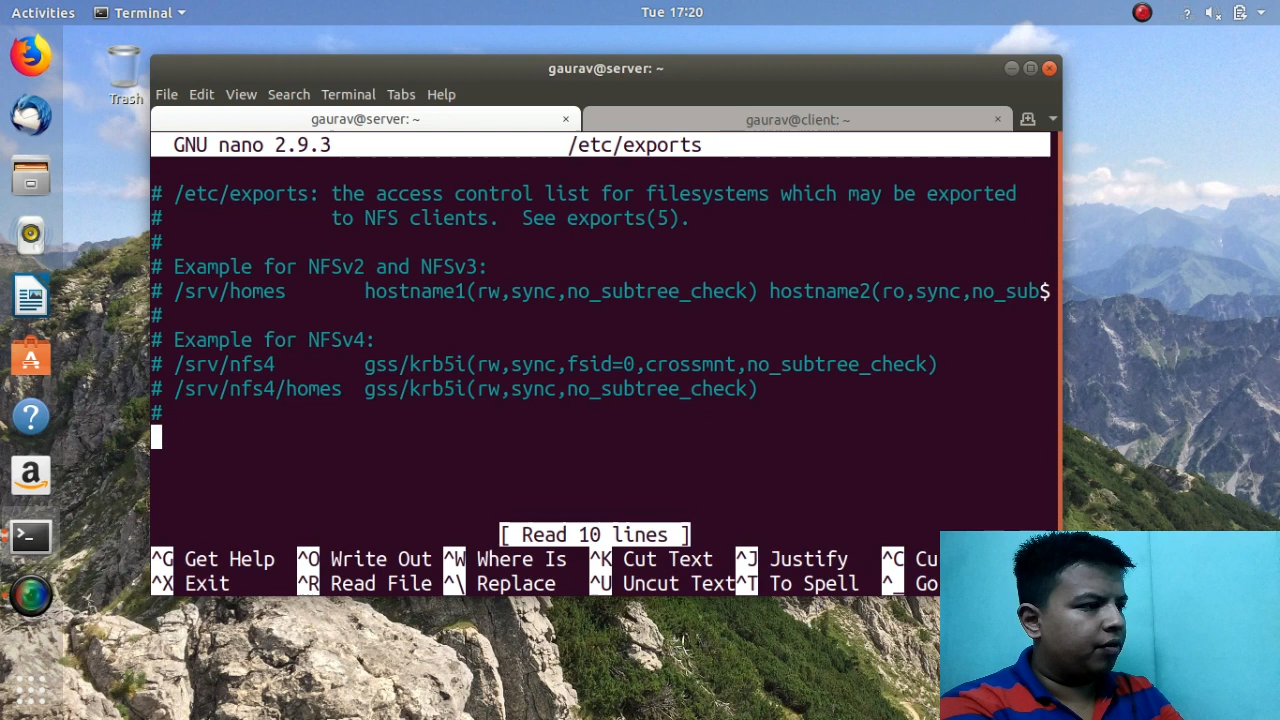 Activities Terminal Tue 17:20
Trash
gaurav@server: ~
File Edit View Search Terminal Tabs Help
gaurav@server: ~ × gaurav@client: ~ ×
GNU nano 2.9.3 /etc/exports
# /etc/exports: the access control list for filesystems which may be exported
# to NFS clients. See exports(5).
#
# Example for NFSv2 and NFSv3:
# /srv/homes hostname1(rw,sync,no_subtree_check) hostname2(ro,sync,no_sub$
#
# Example for NFSv4:
# /srv/nfs4 gss/krb5i(rw,sync,fsid=0,crossmnt,no_subtree_check)
# /srv/nfs4/homes gss/krb5i(rw,sync,no_subtree_check)
#
[ Read 10 lines ]
^G Get Help ^O Write Out ^W Where Is ^K Cut Text ^J Justify ^C Cu
^X Exit ^R Read File ^\ Replace ^U Uncut Text ^T To Spell ^_ Go